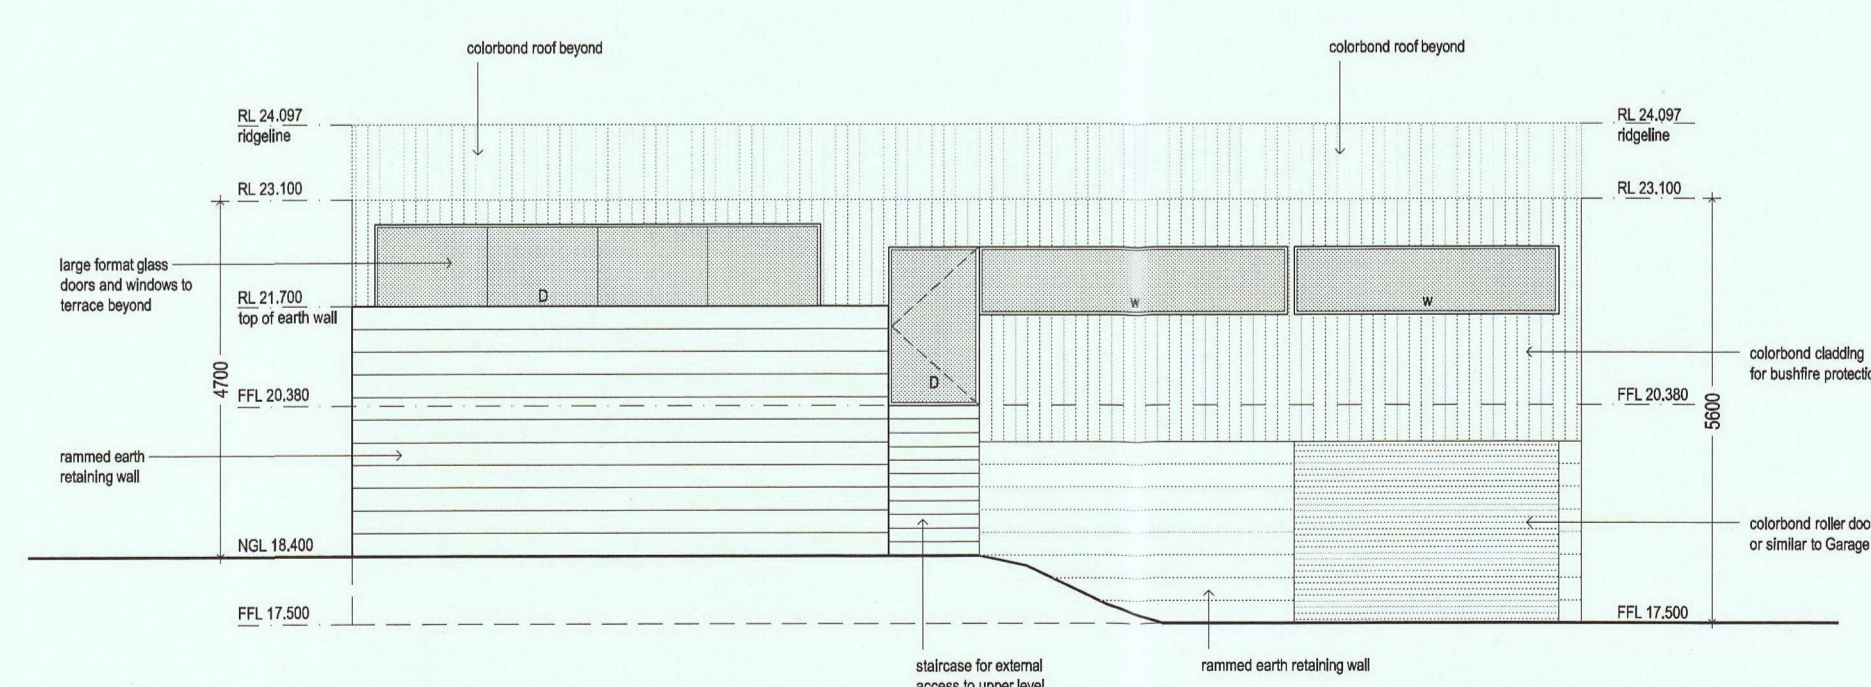 colorbond roof beyond
colorbond roof beyond
RL 24.097
ridgeline
RL 24.097
ridgeline
RL 23.100
RL 23.100
large format glass
doors and windows to
terrace beyond
D
RL 21.700
top of earth wall
W
W
4700
D
colorbond cladding
for bushfire protectio
FFL 20.380
FFL 20.380
5600
rammed earth
retaining wall
colorbond roller doo
or similar to Garage
NGL 18.400
FFL 17.500
FFL 17.500
staircase for external
access to upper level
rammed earth retaining wall